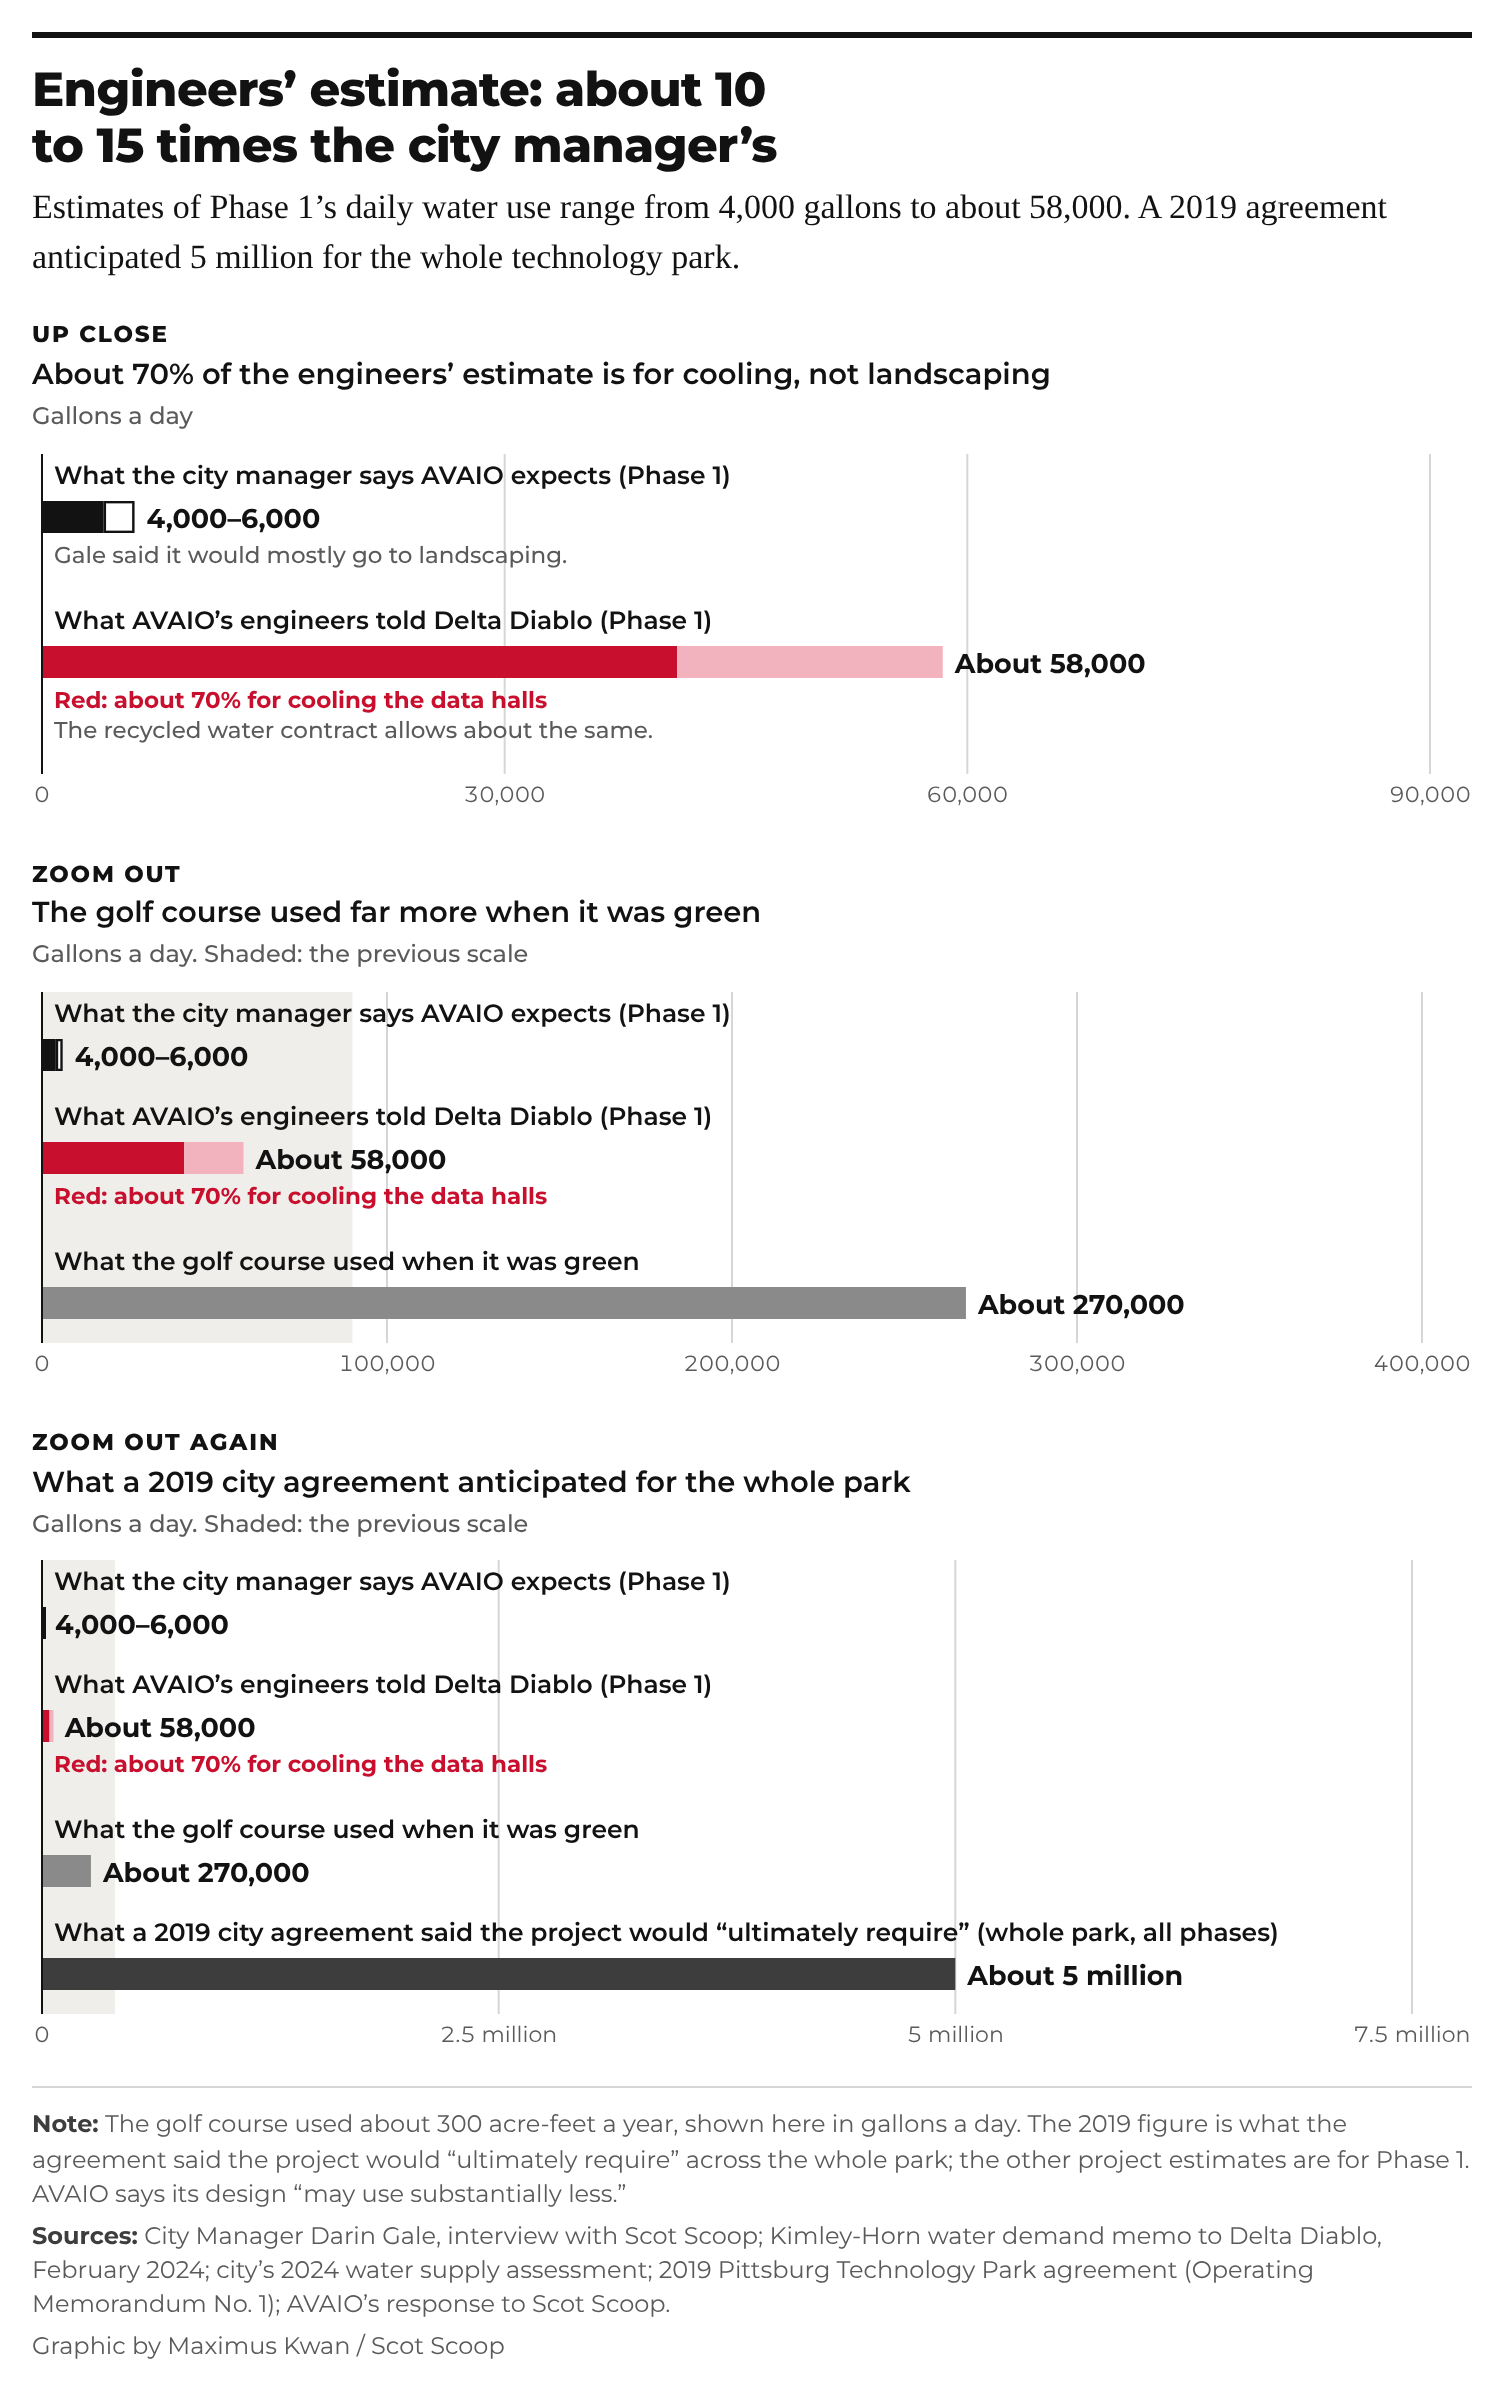 Engineers’ estimate: about 10
to 15 times the city manager’s
Estimates of Phase 1’s daily water use range from 4,000 gallons to about 58,000. A 2019 agreement
anticipated 5 million for the whole technology park.
UP CLOSE
About 70% of the engineers’ estimate is for cooling, not landscaping
Gallons a day
What the city manager says AVAIO expects (Phase 1)
4,000–6,000
Gale said it would mostly go to landscaping.
What AVAIO’s engineers told Delta Diablo (Phase 1)
About 58,000
Red: about 70% for cooling the data halls
The recycled water contract allows about the same.
0 30,000 60,000 90,000
ZOOM OUT
The golf course used far more when it was green
Gallons a day. Shaded: the previous scale
What the city manager says AVAIO expects (Phase 1)
4,000–6,000
What AVAIO’s engineers told Delta Diablo (Phase 1)
About 58,000
Red: about 70% for cooling the data halls
What the golf course used when it was green
About 270,000
0 100,000 200,000 300,000 400,000
ZOOM OUT AGAIN
What a 2019 city agreement anticipated for the whole park
Gallons a day. Shaded: the previous scale
What the city manager says AVAIO expects (Phase 1)
4,000–6,000
What AVAIO’s engineers told Delta Diablo (Phase 1)
About 58,000
Red: about 70% for cooling the data halls
What the golf course used when it was green
About 270,000
What a 2019 city agreement said the project would “ultimately require” (whole park, all phases)
About 5 million
0 2.5 million 5 million 7.5 million
Note: The golf course used about 300 acre-feet a year, shown here in gallons a day. The 2019 figure is what the
agreement said the project would “ultimately require” across the whole park; the other project estimates are for Phase 1.
AVAIO says its design “may use substantially less.”
Sources: City Manager Darin Gale, interview with Scot Scoop; Kimley-Horn water demand memo to Delta Diablo,
February 2024; city’s 2024 water supply assessment; 2019 Pittsburg Technology Park agreement (Operating
Memorandum No. 1); AVAIO’s response to Scot Scoop.
Graphic by Maximus Kwan / Scot Scoop